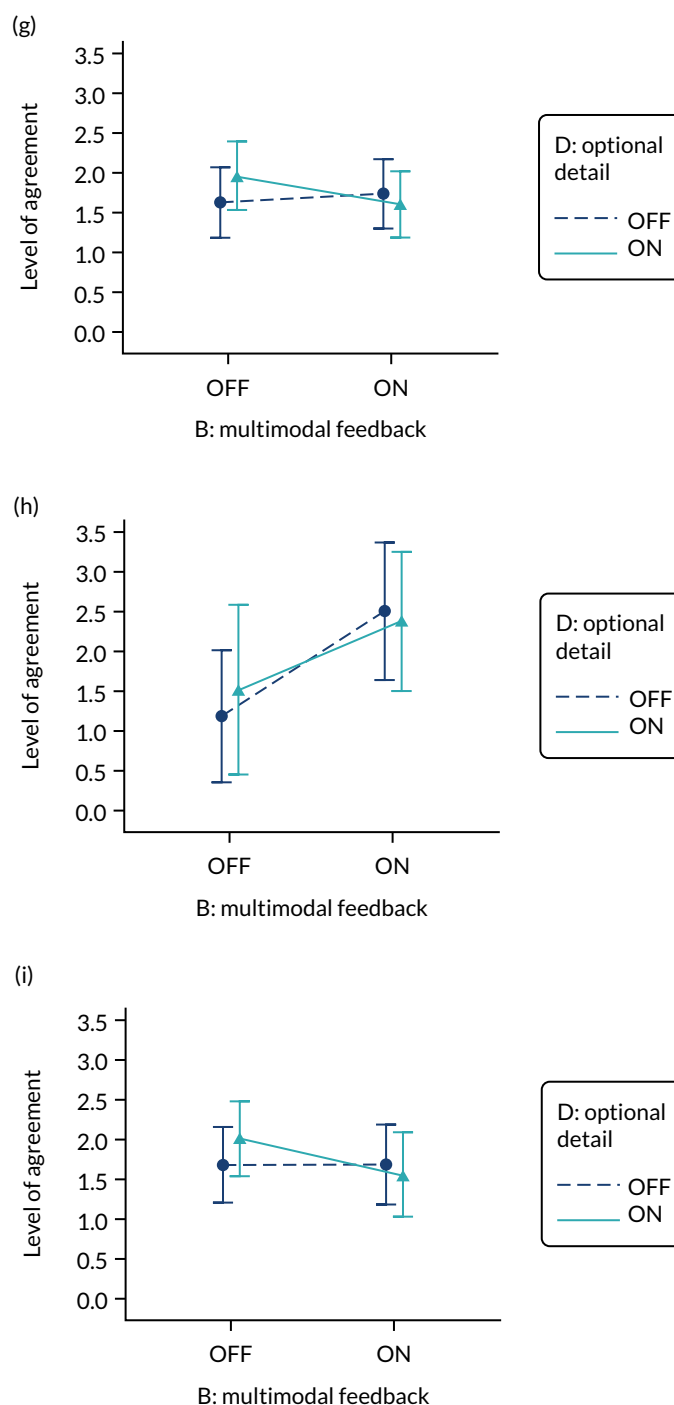 (g)
3.5
3.0
2.5
2.0
1.5
1.0
0.5
0.0
Level of agreement
OFF
ON
B: multimodal feedback
D: optional
detail
OFF
ON
(h)
3.5
3.0
2.5
2.0
1.5
1.0
0.5
0.0
Level of agreement
OFF
ON
B: multimodal feedback
D: optional
detail
OFF
ON
(i)
3.5
3.0
2.5
2.0
1.5
1.0
0.5
0.0
Level of agreement
OFF
ON
B: multimodal feedback
D: optional
detail
OFF
ON